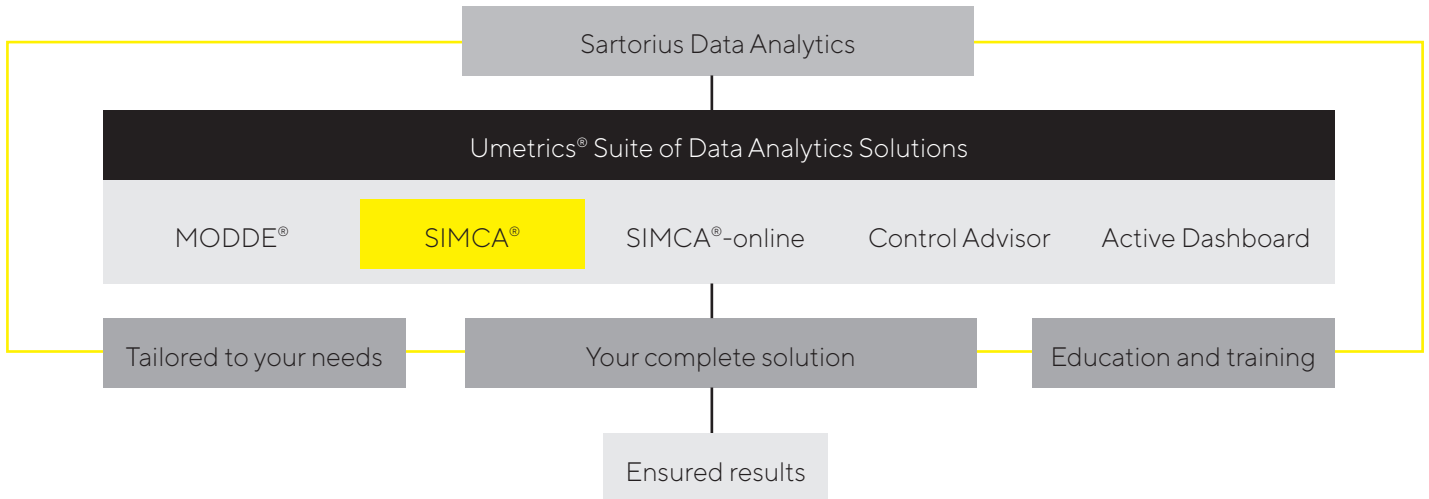 Sartorius Data Analytics
Umetrics® Suite of Data Analytics Solutions
MODDE® SIMCA® SIMCA®-online Control Advisor Active Dashboard
Tailored to your needs Your complete solution Education and training
Ensured results